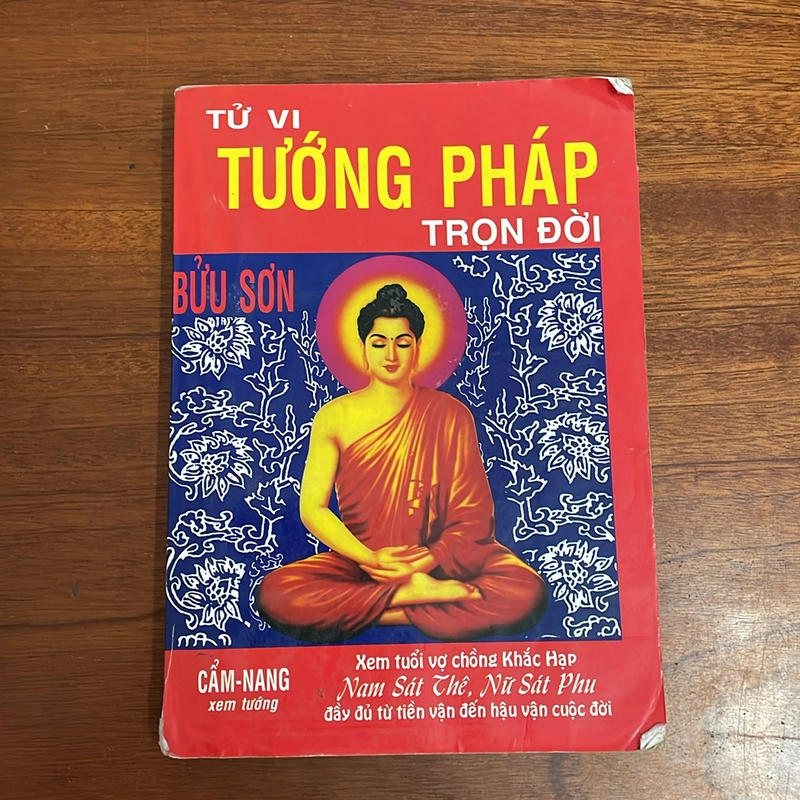 TỬ VI
TƯỚNG PHÁP
TRỌN ĐỜI
BỬU SƠN
CẨM-NANG
xem tướng
Xem tuổi vợ chồng Khắc Hạp
Nam Sát Thê, Nữ Sát Phu
đầy đủ từ tiền vận đến hậu vận cuộc đời